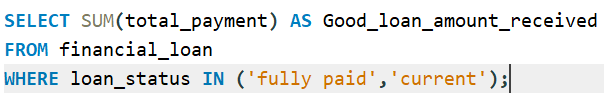 SELECT SUM(total_payment) AS Good_loan_amount_received
FROM financial_loan
WHERE loan_status IN ('fully paid','current');